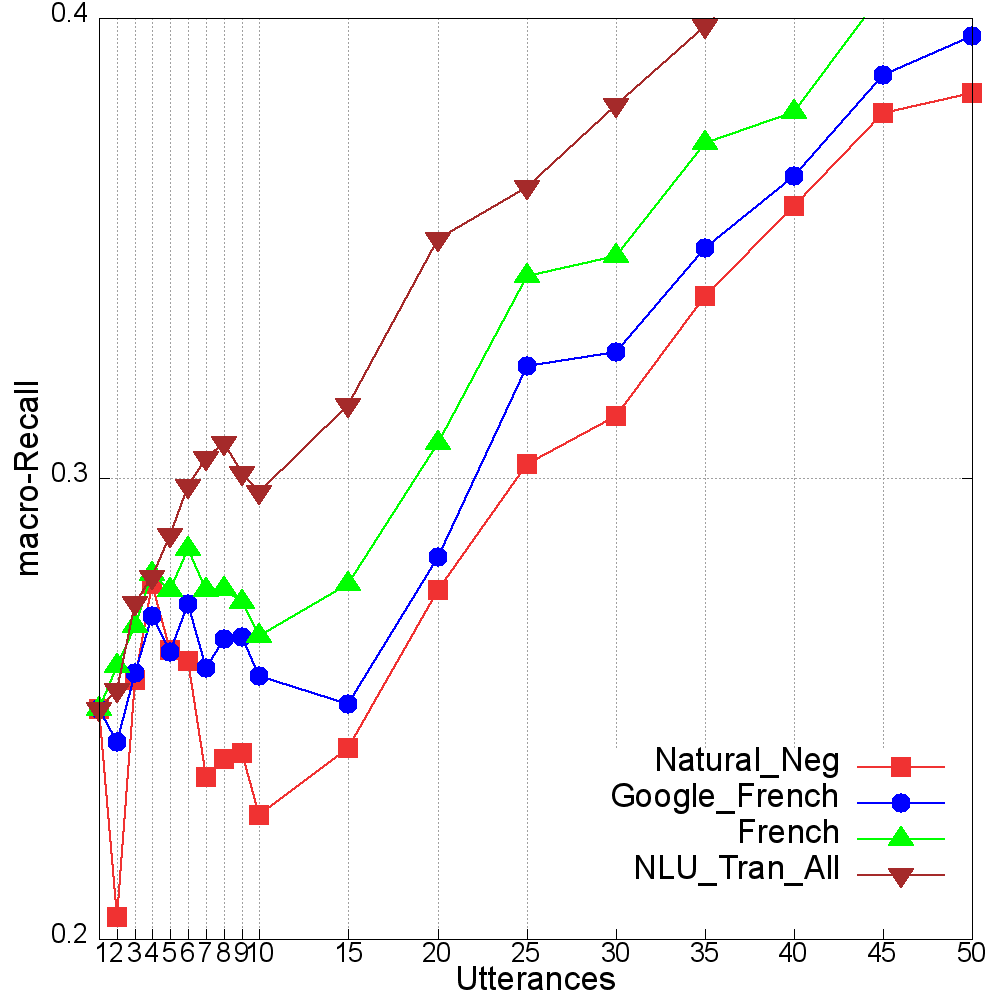 0.4
0.3
0.2
macro-Recall
Natural_Neg
Google_French
French
NLU_Tran_All
1 2 3 4 5 6 7 8 9 10 15 20 25 30 35 40 45 50
Utterances